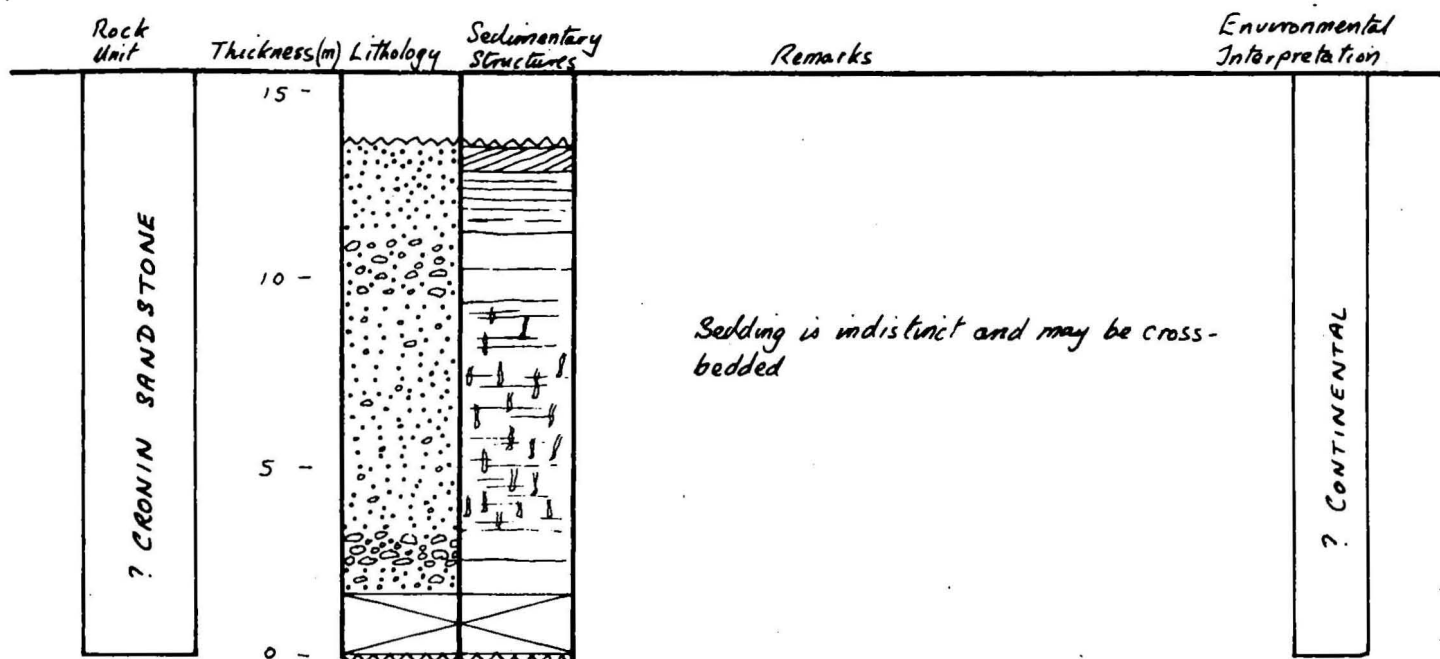 Rock
Unit
Thickness (m)
Lithology
Sedimentary
Structures
Remarks
Environmental
Interpretation
15 -
10 -
5 -
0 -
? CRONIN SANDSTONE
Bedding is indistinct and may be cross-
bedded
? CONTINENTAL